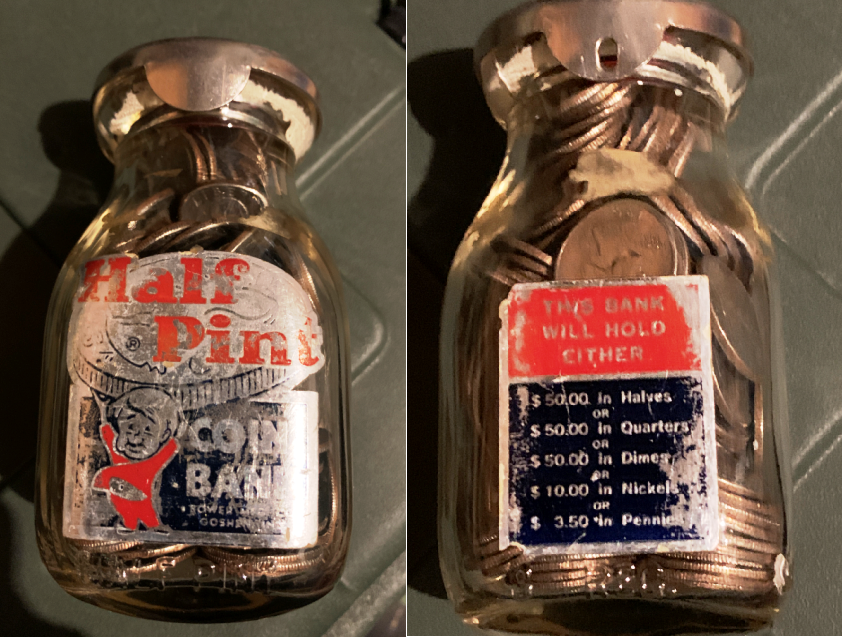 Half
Pint
®
COIN
BANK
THIS BANK
WILL HOLD
EITHER
$ 50.00 in Halves
OR
$ 50.00 in Quarters
OR
$ 50.00 in Dimes
OR
$ 10.00 in Nickels
OR
$ 3.50 in Pennies